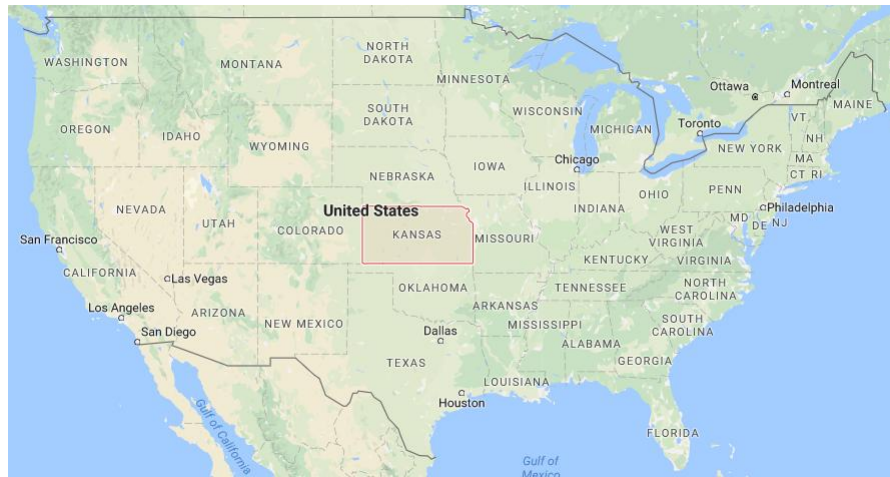 WASHINGTON
MONTANA
NORTH
DAKOTA
MINNESOTA
Ottawa
Montreal
MAINE
OREGON
IDAHO
WYOMING
SOUTH
DAKOTA
WISCONSIN
MICHIGAN
Toronto
VT.
NH
NEW YORK
MA
CT RI
NEBRASKA
IOWA
Chicago
ILLINOIS
INDIANA
OHIO
PENN
Philadelphia
NEVADA
UTAH
COLORADO
United States
KANSAS
MISSOURI
WEST
VIRGINIA
MD
DE
NJ
San Francisco
CALIFORNIA
Las Vegas
KENTUCKY
VIRGINIA
Los Angeles
ARIZONA
NEW MEXICO
OKLAHOMA
ARKANSAS
TENNESSEE
NORTH
CAROLINA
San Diego
Dallas
MISSISSIPPI
SOUTH
CAROLINA
TEXAS
ALABAMA
GEORGIA
Houston
LOUISIANA
Gulf of California
FLORIDA
Gulf of
Mexico